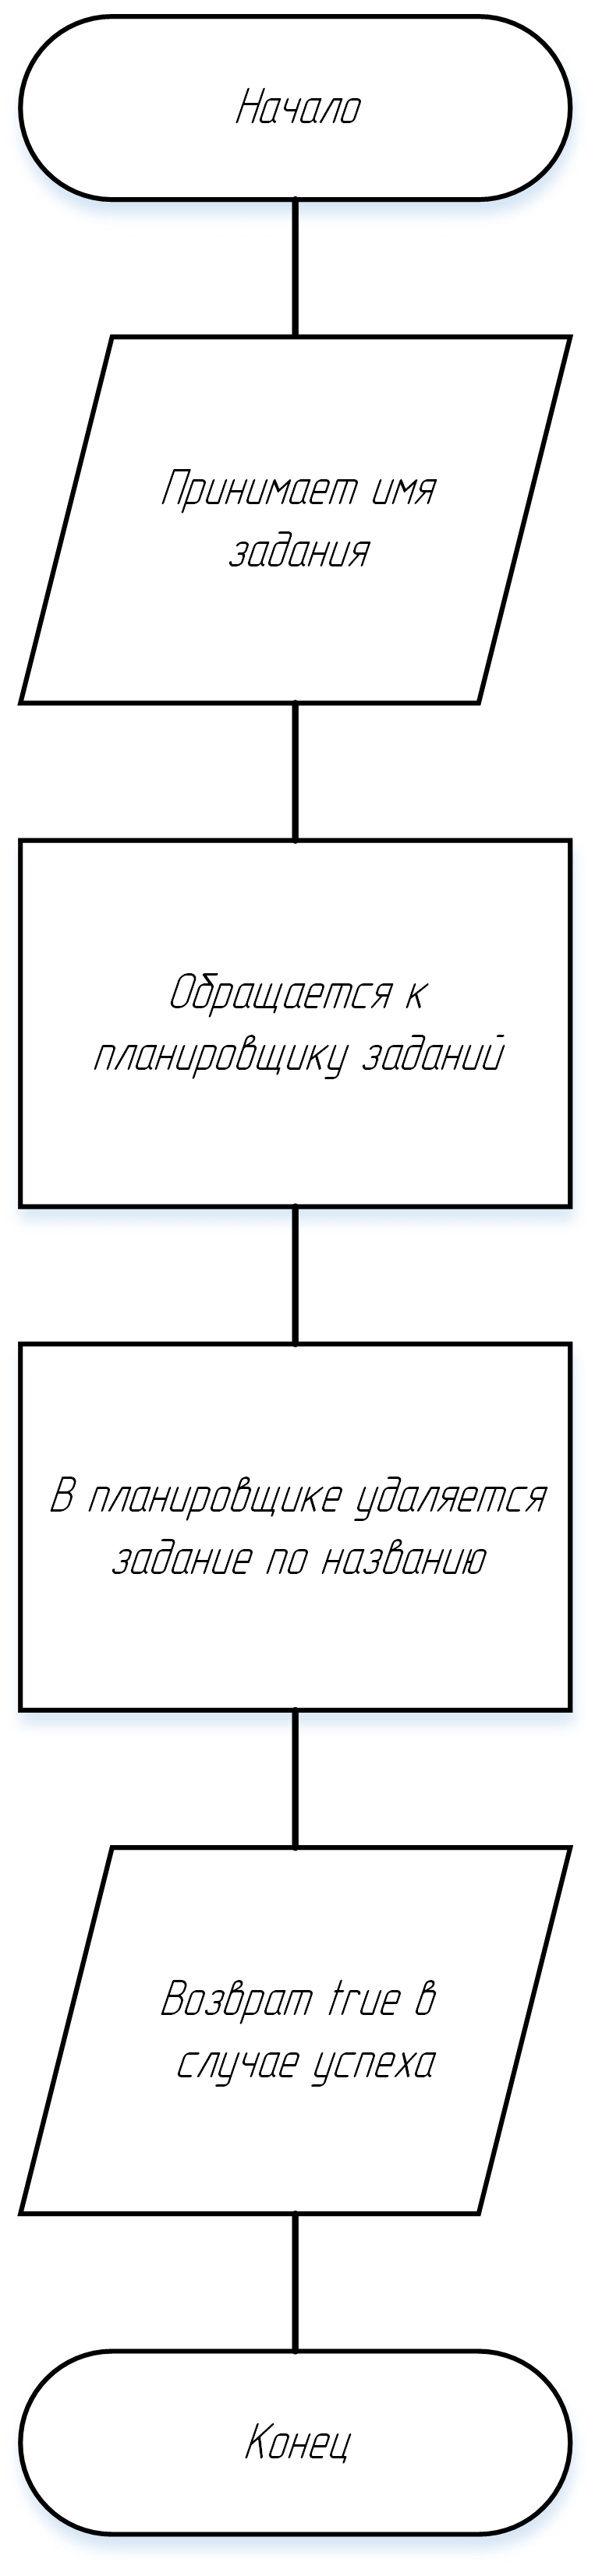 Начало
Принимает имя
задания
Обращается к
планировщику заданий
В планировщике удаляется
задание по названию
Возврат true в
случае успеха
Конец